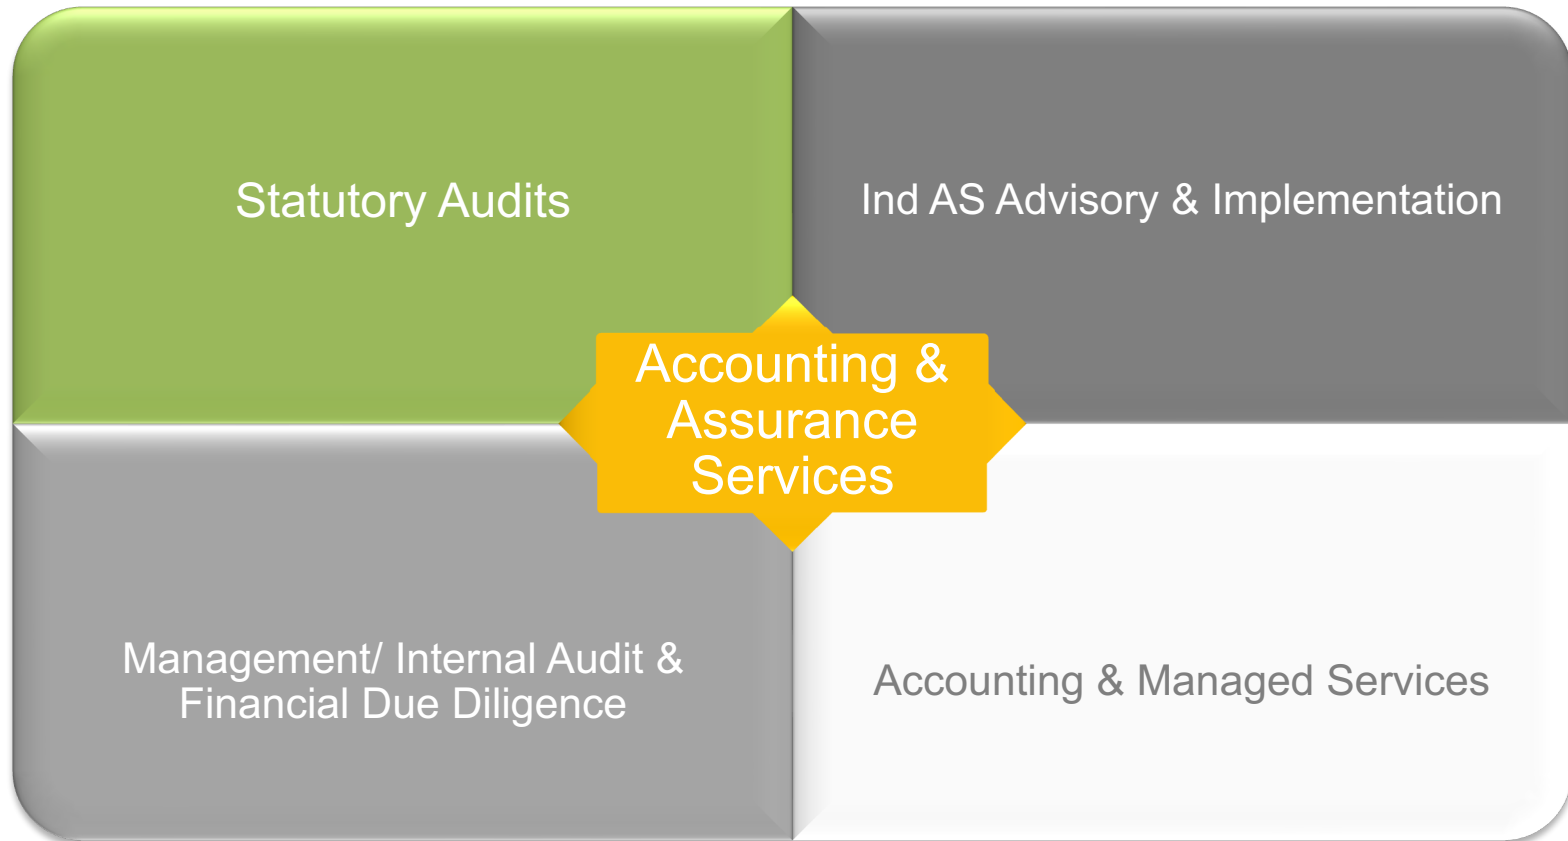 Statutory Audits
Ind AS Advisory & Implementation
Accounting &
Assurance
Services
Management/ Internal Audit &
Financial Due Diligence
Accounting & Managed Services